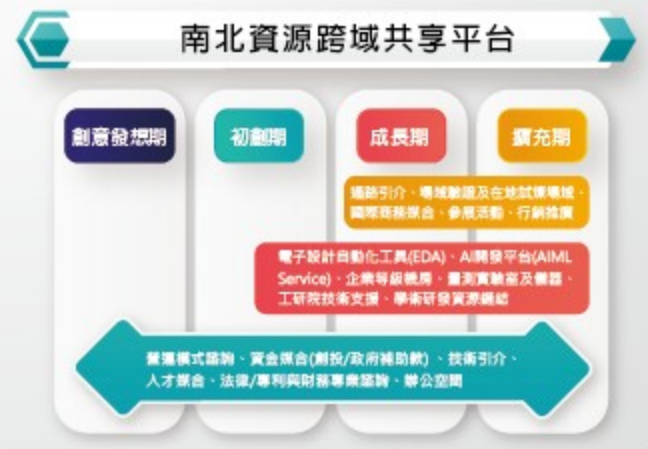 南北資源跨域共享平台
創意發想期
初創期
成長期
擴充期
通路引介、場域驗證及在地試煉場域、
國際商務媒合、參展活動、行銷推廣
電子設計自動化工具(EDA)、AI開發平台(AIML
Service)、企業等級機房、量測實驗室及儀器、
工研院技術支援、學術研發資源鏈結
營運模式諮詢、資金媒合(創投/政府補助款) 、技術引介、
人才媒合、法律/專利與財務專業諮詢、辦公空間